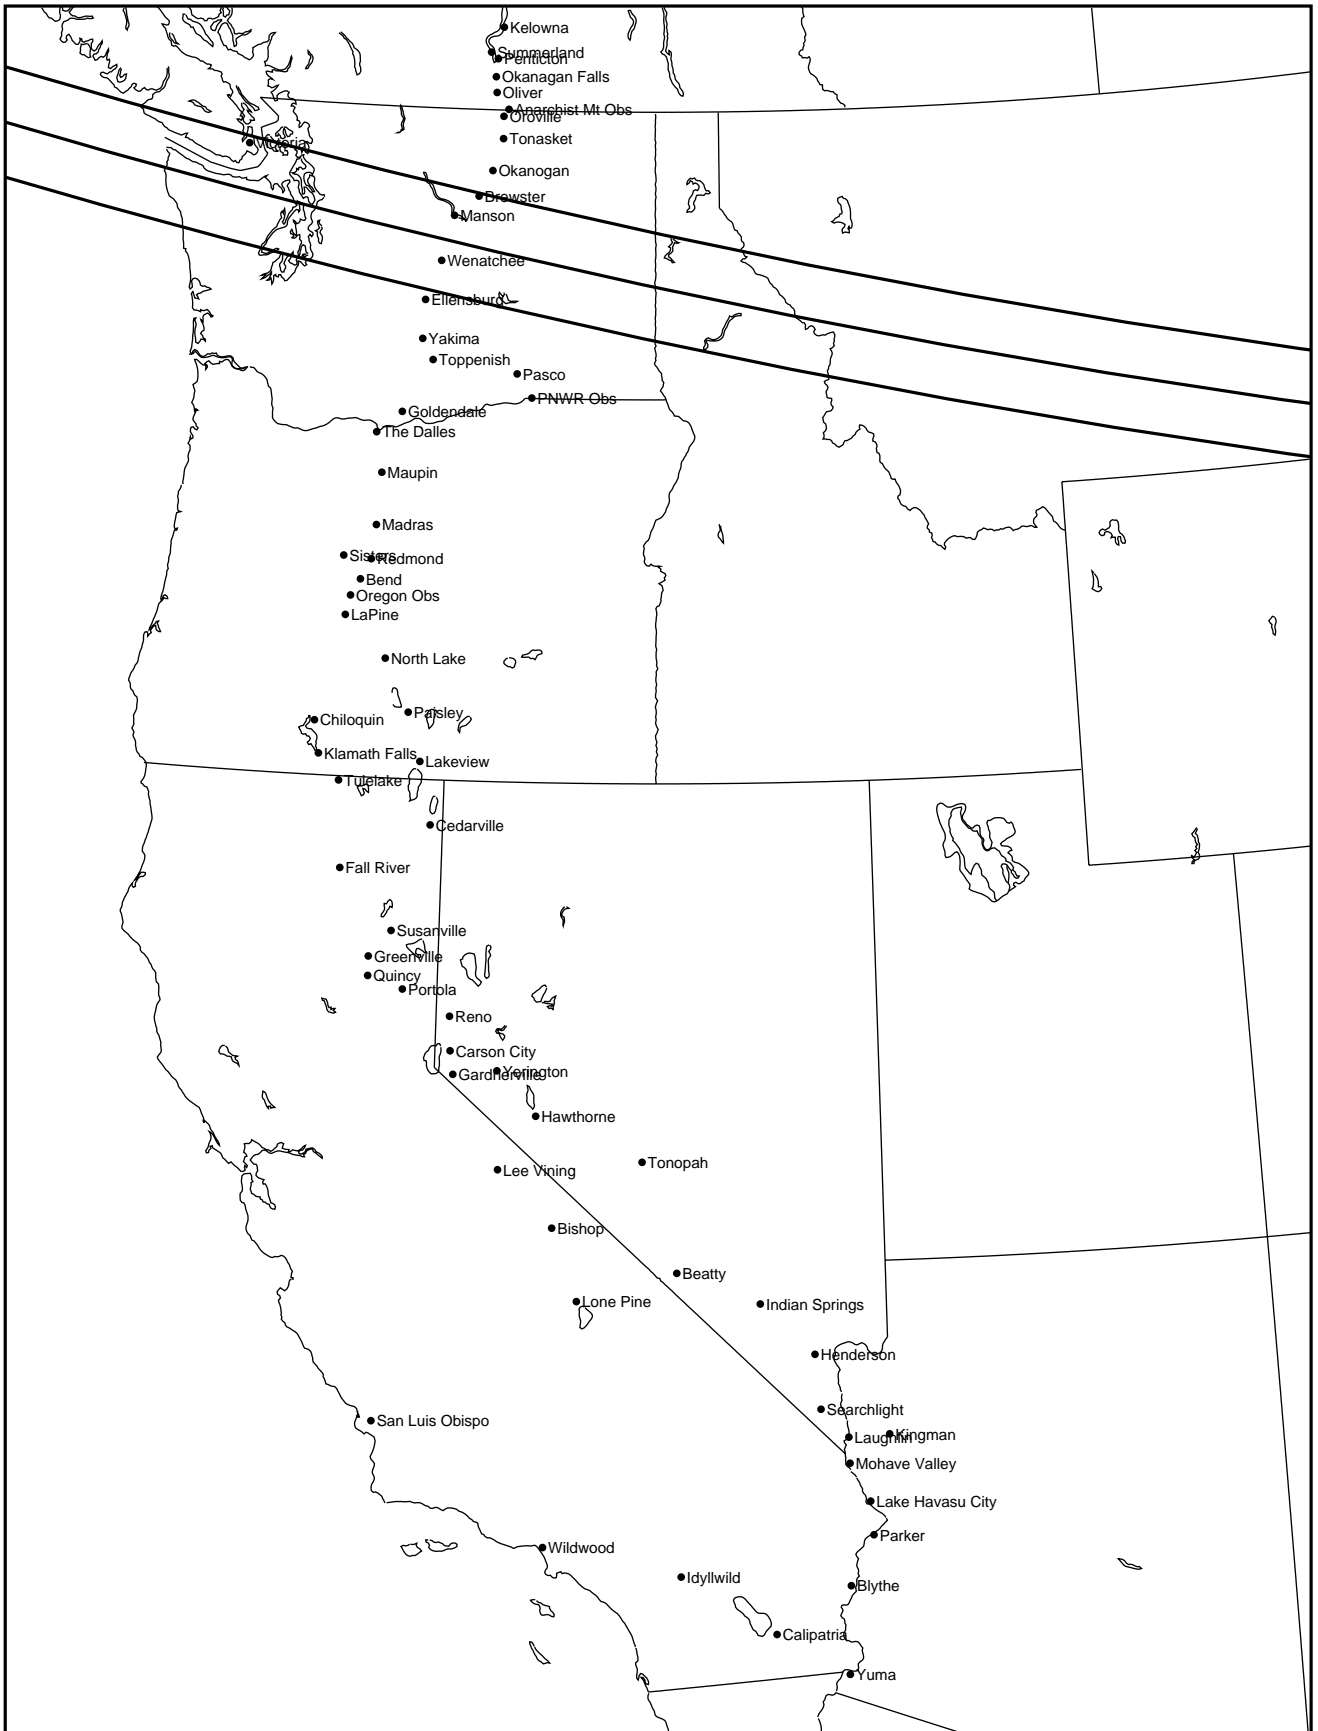 Kelowna
Summerland
Penticton
Okanagan Falls
Oliver
Anarchist Mt Obs
Oroville
Tonasket
Victoria
Okanogan
Brewster
Manson
Wenatchee
Ellensburg
Yakima
Toppenish
Pasco
PNWR Obs
Goldendale
The Dalles
Maupin
Madras
Sisters
Redmond
Bend
Oregon Obs
LaPine
North Lake
Paisley
Chiloquin
Klamath Falls
Lakeview
Tulelake
Cedarville
Fall River
Susanville
Greenville
Quincy
Portola
Reno
Carson City
Yerington
Gardnerville
Hawthorne
Tonopah
Lee Vining
Bishop
Beatty
Lone Pine
Indian Springs
Henderson
Searchlight
San Luis Obispo
Kingman
Laughlin
Mohave Valley
Lake Havasu City
Parker
Wildwood
Idyllwild
Blythe
Calipatria
Yuma